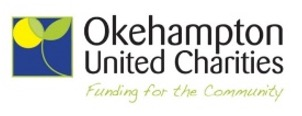 Okehampton
United Charities
Funding for the Community